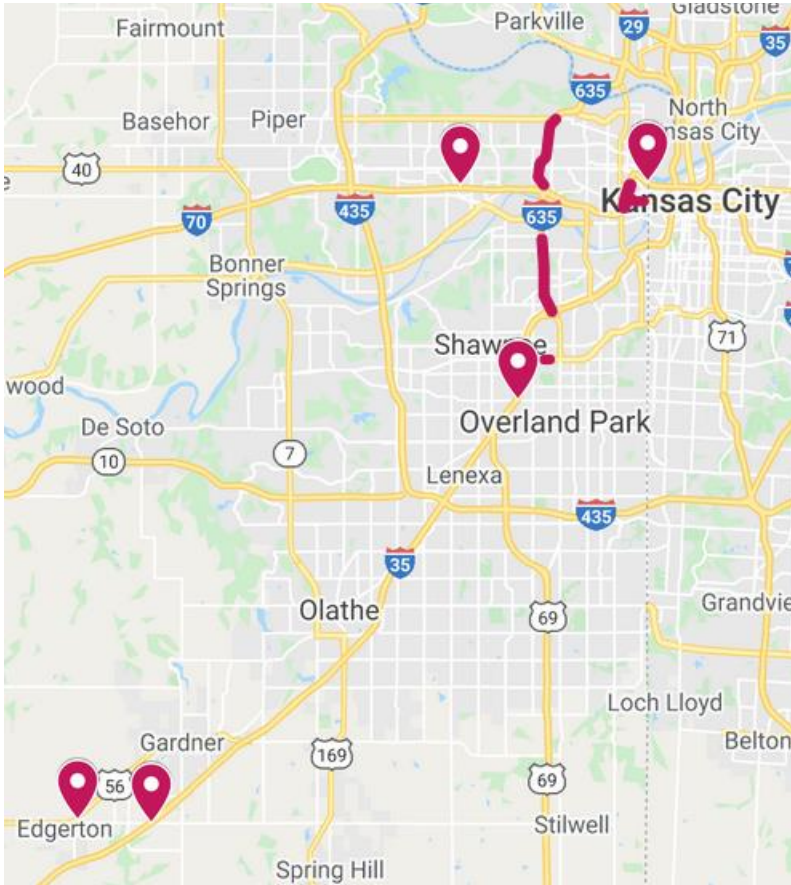 Gladstone
Parkville
29
Fairmount
35
635
North
nsas City
Basehor
Piper
40
Kansas City
435
635
70
Bonner
Springs
71
Shawnee
wood
Overland Park
De Soto
7
10
Lenexa
435
35
Olathe
69
Grandvie
Loch Lloyd
Gardner
Belton
169
56
69
Edgerton
Stilwell
Spring Hill